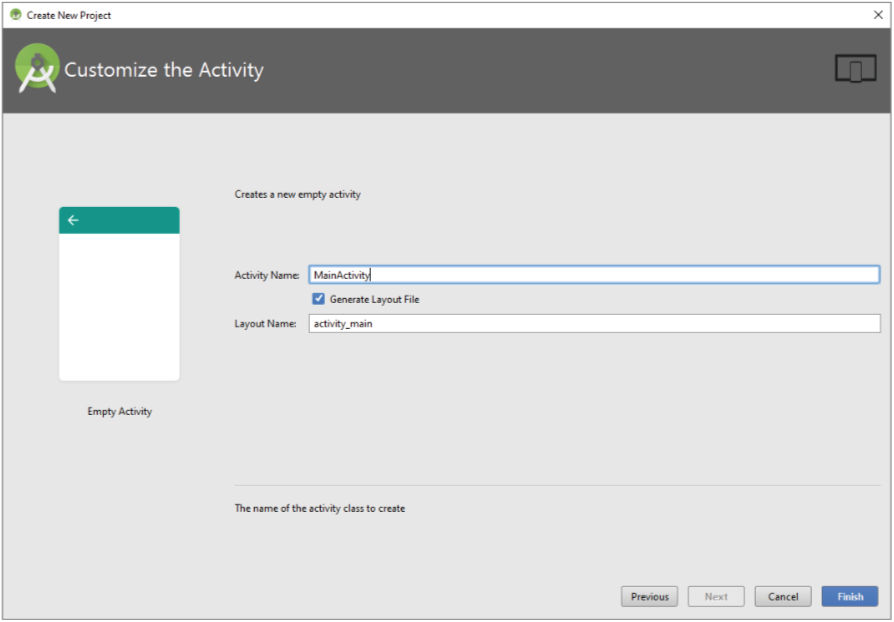 Create New Project
Customize the Activity
Creates a new empty activity
Activity Name: MainActivity
Generate Layout File
Layout Name: activity_main
Empty Activity
The name of the activity class to create
Previous Next Cancel Finish